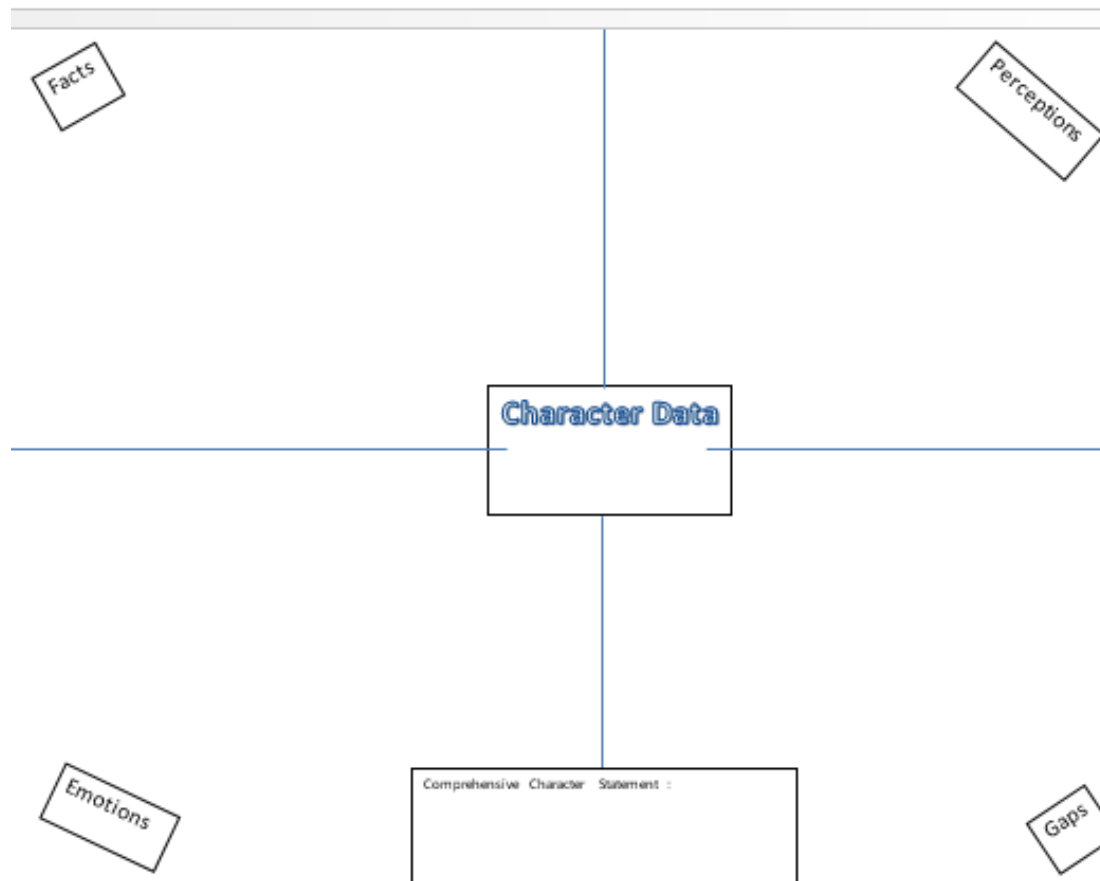 Facts
Perceptions
Character Data
Emotions
Comprehensive Character Statement :
Gaps